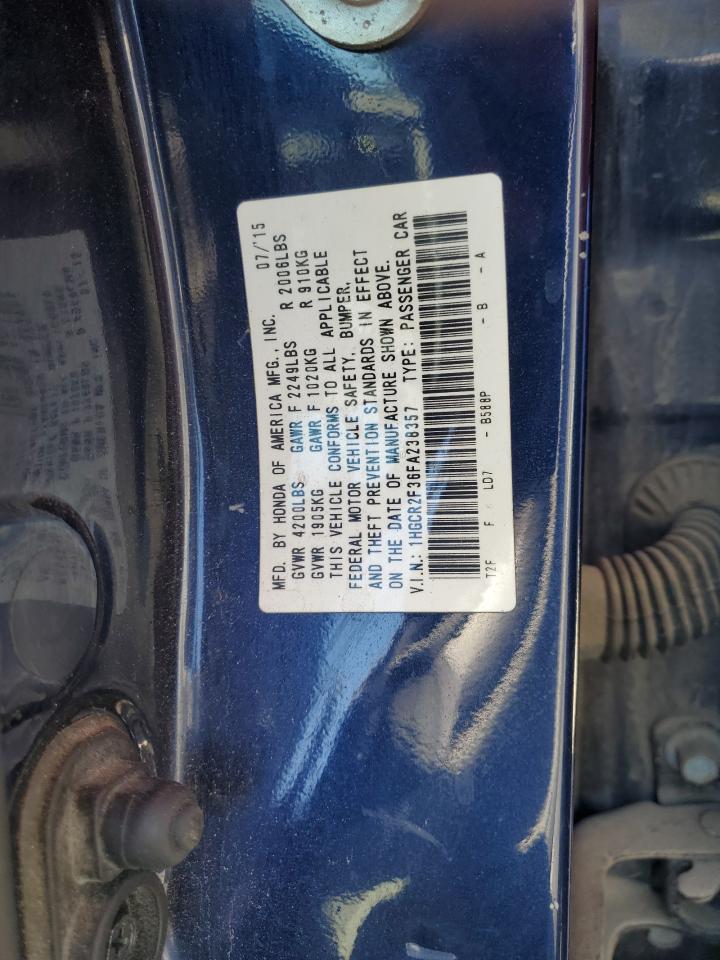 MFD. BY HONDA OF AMERICA MFG., INC. 07/15
GVWR 4200LBS GAWR F 2249LBS R 2006LBS
GVWR 1905KG GAWR F 1020KG R 910KG
THIS VEHICLE CONFORMS TO ALL APPLICABLE
FEDERAL MOTOR VEHICLE SAFETY, BUMPER,
AND THEFT PREVENTION STANDARDS IN EFFECT
ON THE DATE OF MANUFACTURE SHOWN ABOVE.
V.I.N.: 1HGCR2F36FA238357 TYPE: PASSENGER CAR
T2F F LD7 - B588P - B - A